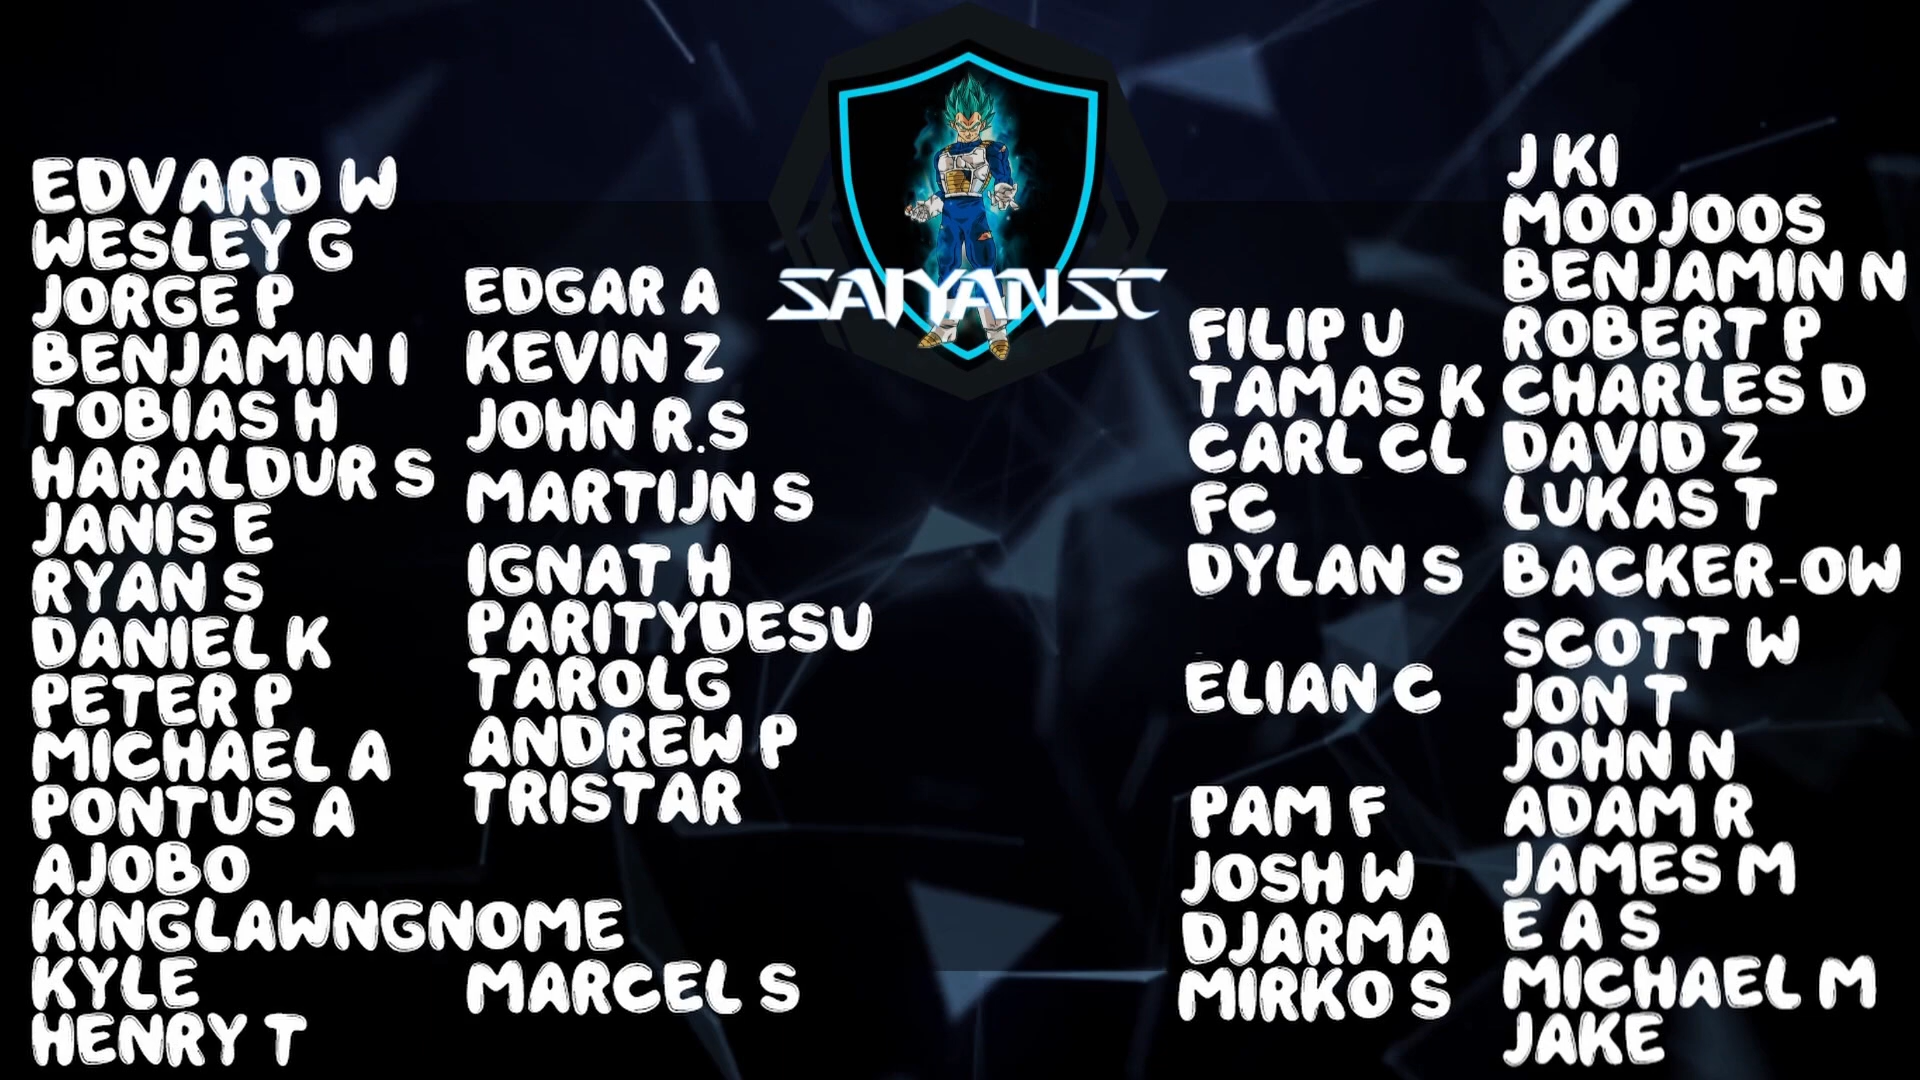 SAIYANSC
EDVARD W
WESLEY G
JORGE P
BENJAMIN I
TOBIAS H
HARALDUR S
JANIS E
RYAN S
DANIEL K
PETER P
MICHAEL A
PONTUS A
AJOBO
KINGLAWNGNOME
KYLE
HENRY T
EDGAR A
KEVIN Z
JOHN R.S
MARTIJN S
IGNAT H
PARITYDESU
TAROLG
ANDREW P
TRISTAR
MARCEL S
FILIP U
TAMAS K
CARL CL
FC
DYLAN S
ELIAN C
PAM F
JOSH W
DJARMA
MIRKO S
J KI
MOOJOOS
BENJAMIN N
ROBERT P
CHARLES D
DAVID Z
LUKAS T
BACKER-OW
SCOTT W
JON T
JOHN N
ADAM R
JAMES M
E A S
MICHAEL M
JAKE